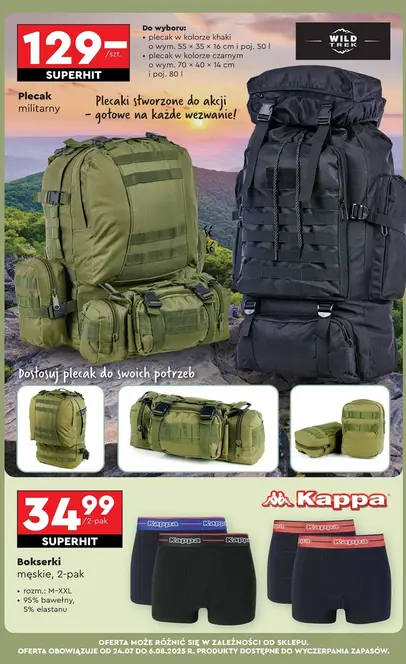 129.-
/szt.
SUPERHIT
Plecak
militarny
Do wyboru:
• plecak w kolorze khaki
o wym. 55 × 35 × 16 cm i poj. 50 l
• plecak w kolorze czarnym
o wym. 70 × 40 × 14 cm
i poj. 80 l
WILD
TREK
Plecaki stworzone do akcji
- gotowe na każde wezwanie!
Dostosuj plecak do swoich potrzeb
34.99
/2-pak
SUPERHIT
Bokserki
męskie, 2-pak
• rozm.: M-XXL
• 95% bawełny,
5% elastanu
Kappa
Kappa
Kappa
OFERTA MOŻE RÓŻNIĆ SIĘ W ZALEŻNOŚCI OD SKLEPU.
OFERTA OBOWIĄZUJE OD 24.07 DO 6.08.2025 R. PRODUKTY DOSTĘPNE DO WYCZERPANIA ZAPASÓW.